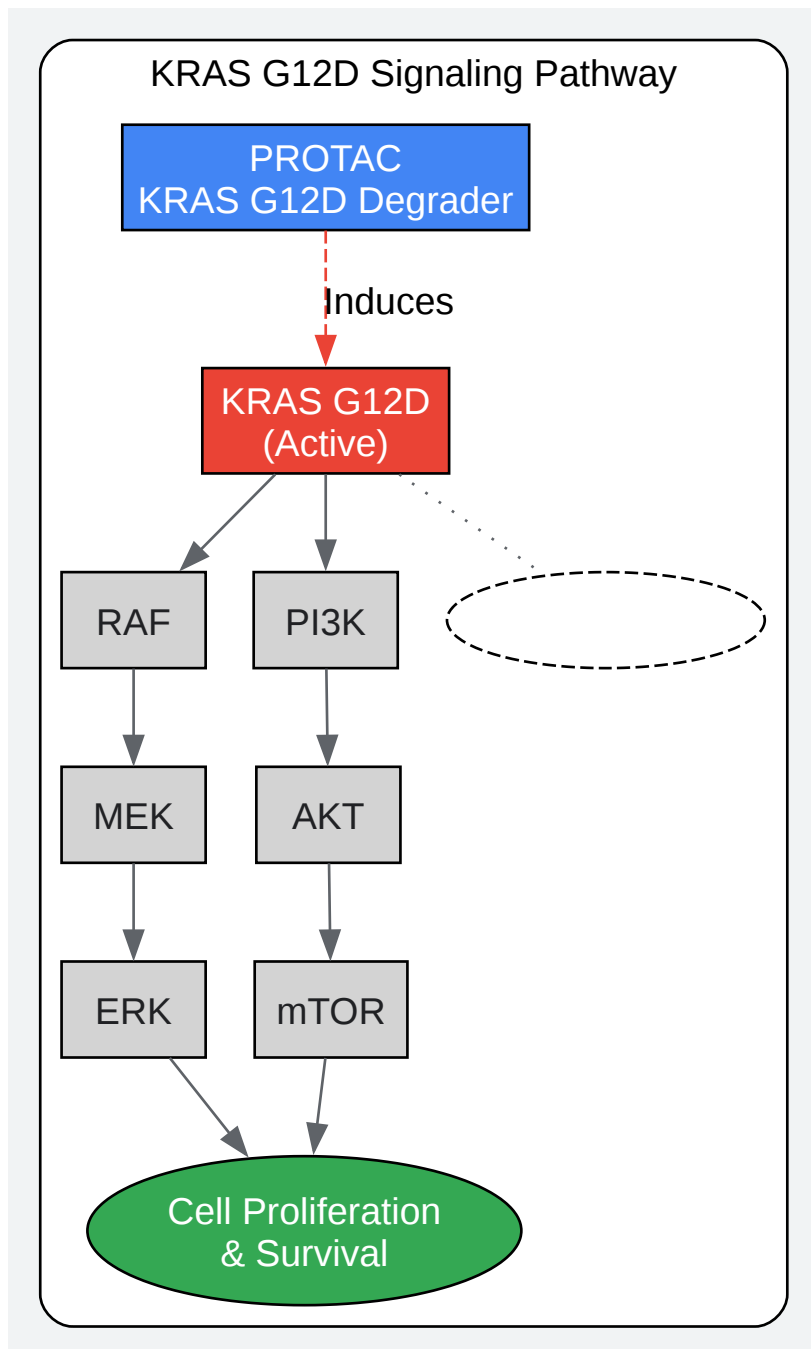 KRAS G12D Signaling Pathway
PROTAC
KRAS G12D Degrader
Induces
KRAS G12D
(Active)
RAF
PI3K
MEK
AKT
ERK
mTOR
Cell Proliferation
& Survival